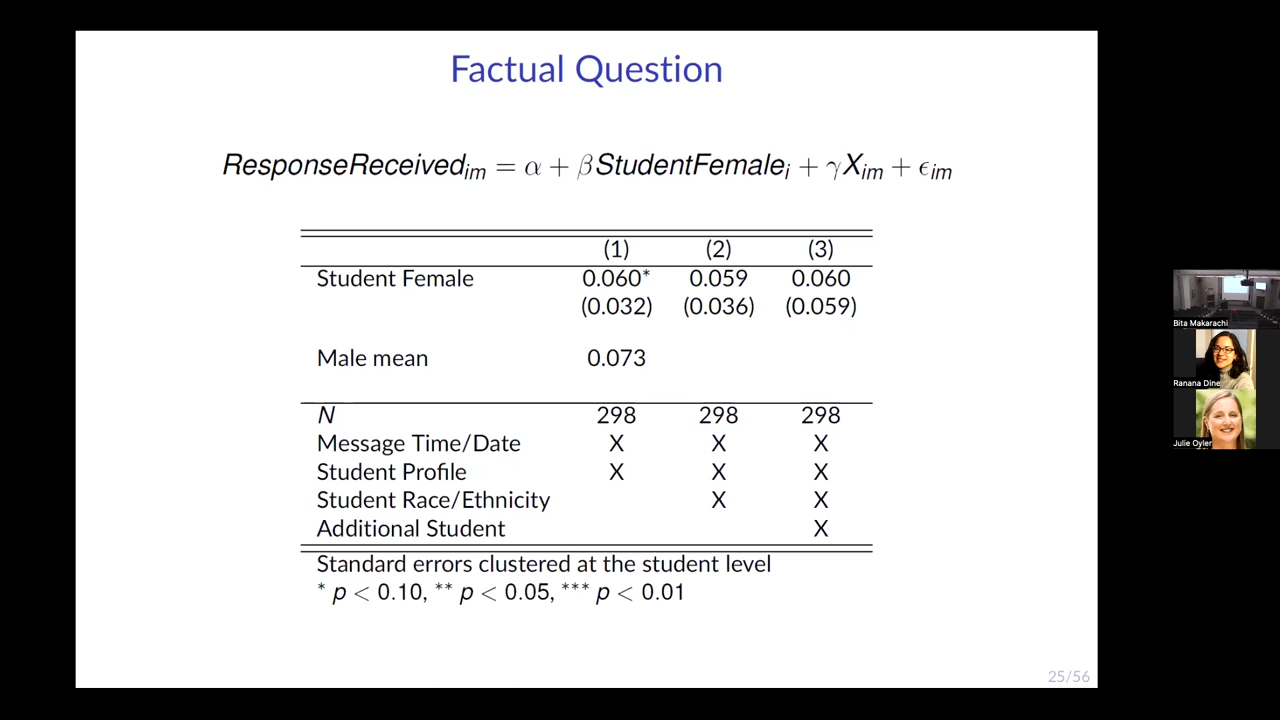 Factual Question
ResponseReceived_im = α + βStudentFemale_i + γX_im + ϵ_im
(1) (2) (3)
Student Female 0.060* 0.059 0.060
(0.032) (0.036) (0.059)
Male mean 0.073
N 298 298 298
Message Time/Date X X X
Student Profile X X X
Student Race/Ethnicity X X
Additional Student X
Standard errors clustered at the student level
* p < 0.10, ** p < 0.05, *** p < 0.01
25/56
Bita Makarachi
Ranana Dine
Julie Oyler